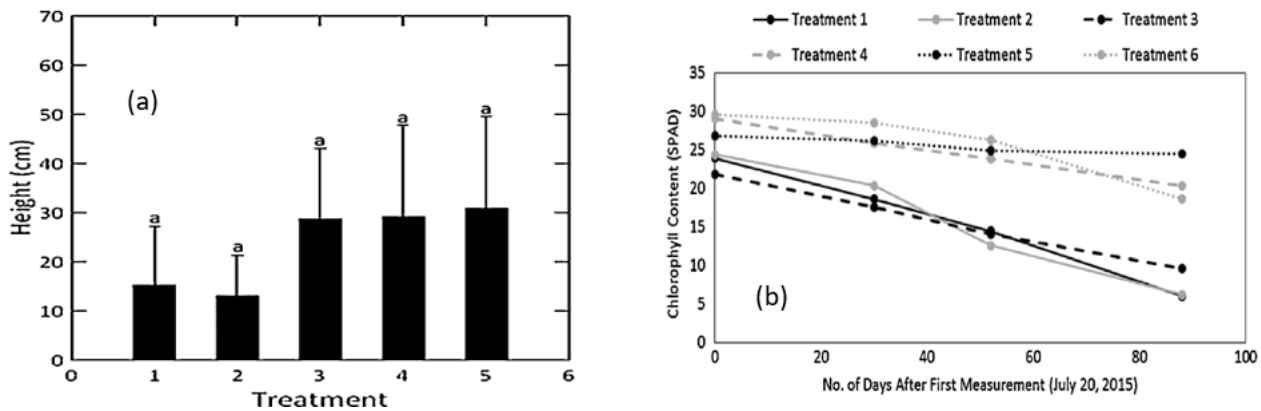 70
60
50
40
30
20
10
0
Height (cm)
(a)
a
a
a
a
a
0
1
2
3
4
5
6
Treatment
Treatment 1
Treatment 2
Treatment 3
Treatment 4
Treatment 5
Treatment 6
35
30
25
20
15
10
5
0
Chlorophyll Content (SPAD)
(b)
0
20
40
60
80
100
No. of Days After First Measurement (July 20, 2015)